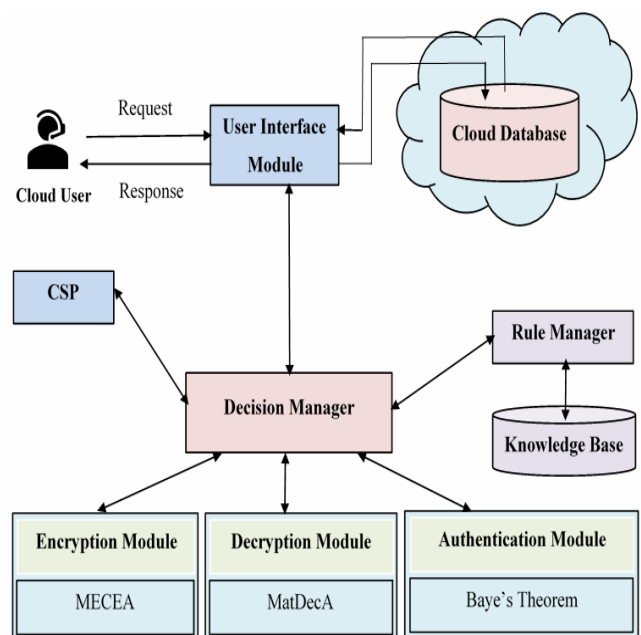 Request
User Interface
Module
Cloud Database
Cloud User
Response
CSP
Rule Manager
Decision Manager
Knowledge Base
Encryption Module
Decryption Module
Authentication Module
MECEA
MatDecA
Baye's Theorem